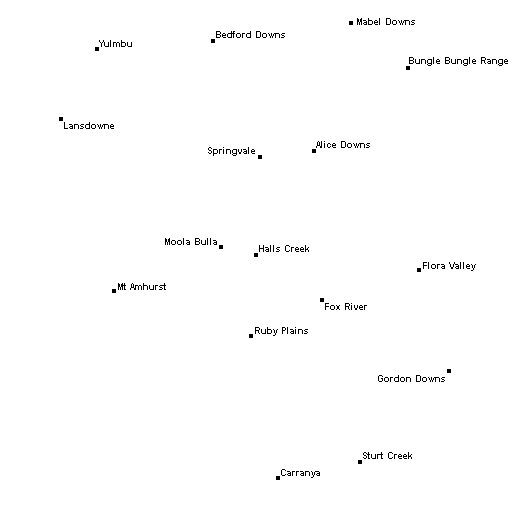 Mabel Downs
Bedford Downs
Yulmbu
Bungle Bungle Range
Lansdowne
Alice Downs
Springvale
Moola Bulla
Halls Creek
Flora Valley
Mt Amhurst
Fox River
Ruby Plains
Gordon Downs
Sturt Creek
Carranya